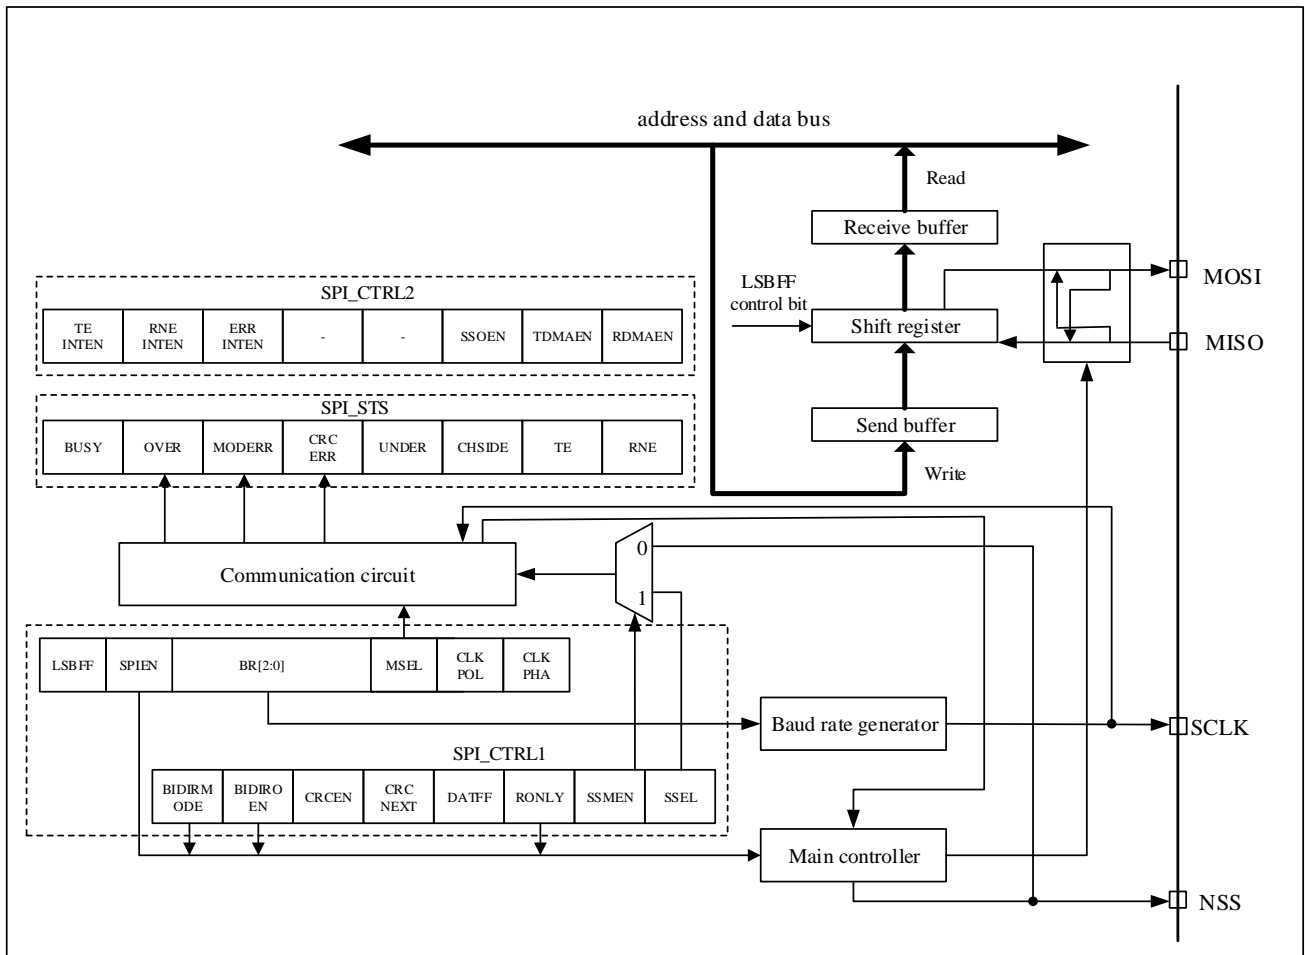 address and data bus
Read
Receive buffer
MOSI
LSBFF
control bit
Shift register
MISO
SPI_CTRL2
TE
INTEN
RNE
INTEN
ERR
INTEN
-
-
SSOEN
TDMAEN
RDMAEN
Send buffer
Write
SPI_STS
BUSY
OVER
MODERR
CRC
ERR
UNDER
CHSIDE
TE
RNE
Communication circuit
0
1
LSBFF
SPIEN
BR[2:0]
MSEL
CLK
POL
CLK
PHA
Baud rate generator
SCLK
SPI_CTRL1
BIDIRM
ODE
BIDIRO
EN
CRCEN
CRC
NEXT
DATFF
RONLY
SSMEN
SSEL
Main controller
NSS